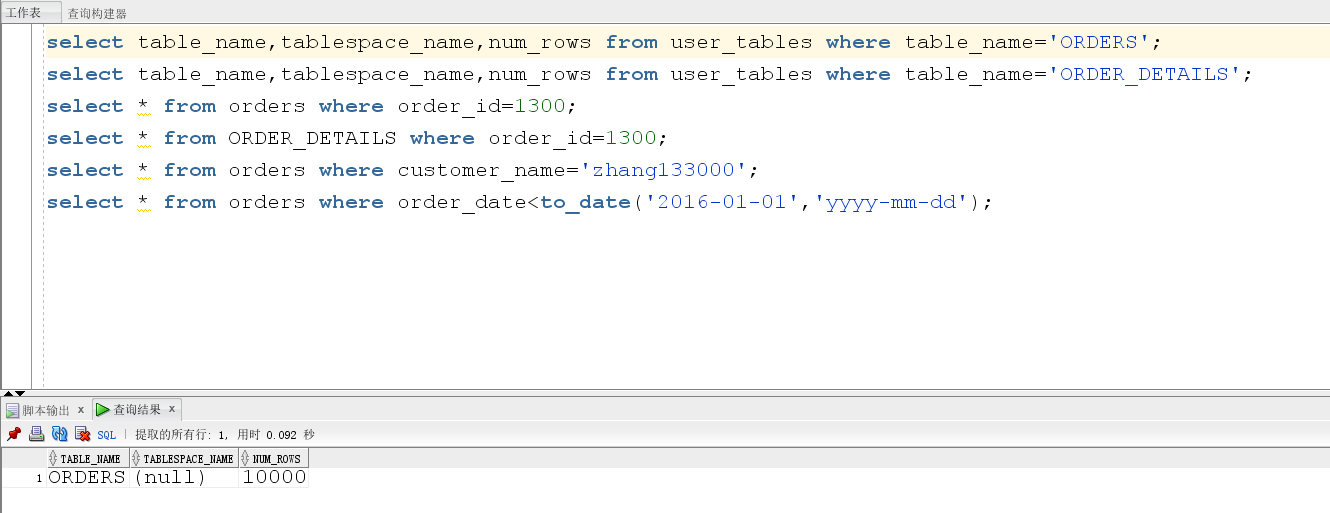 工作表 查询构建器
select table_name,tablespace_name,num_rows from user_tables where table_name='ORDERS';
select table_name,tablespace_name,num_rows from user_tables where table_name='ORDER_DETAILS';
select * from orders where order_id=1300;
select * from ORDER_DETAILS where order_id=1300;
select * from orders where customer_name='zhang133000';
select * from orders where order_date<to_date('2016-01-01','yyyy-mm-dd');
脚本输出 x 查询结果 x
SQL | 提取的所有行: 1, 用时 0.092 秒
TABLE_NAME TABLESPACE_NAME NUM_ROWS
1 ORDERS (null) 10000